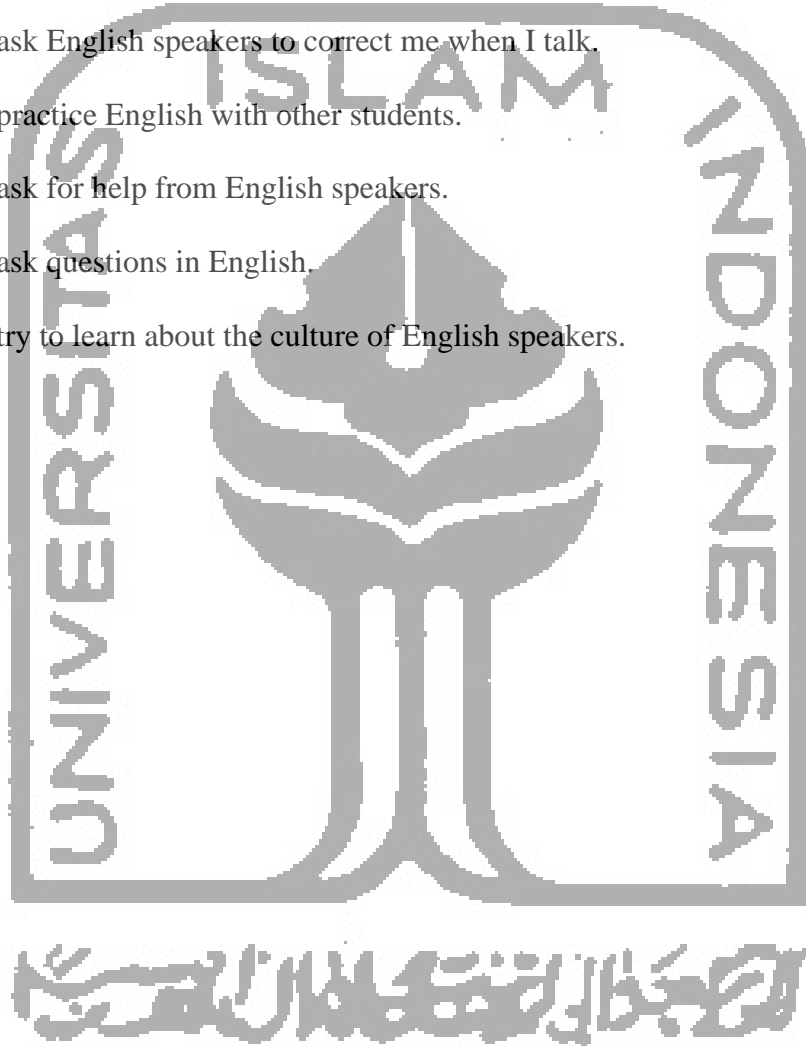 ask English speakers to correct me when I talk.
practice English with other students.
ask for help from English speakers.
ask questions in English.
try to learn about the culture of English speakers.
ISLAM
UNIVERSITAS
INDONESIA